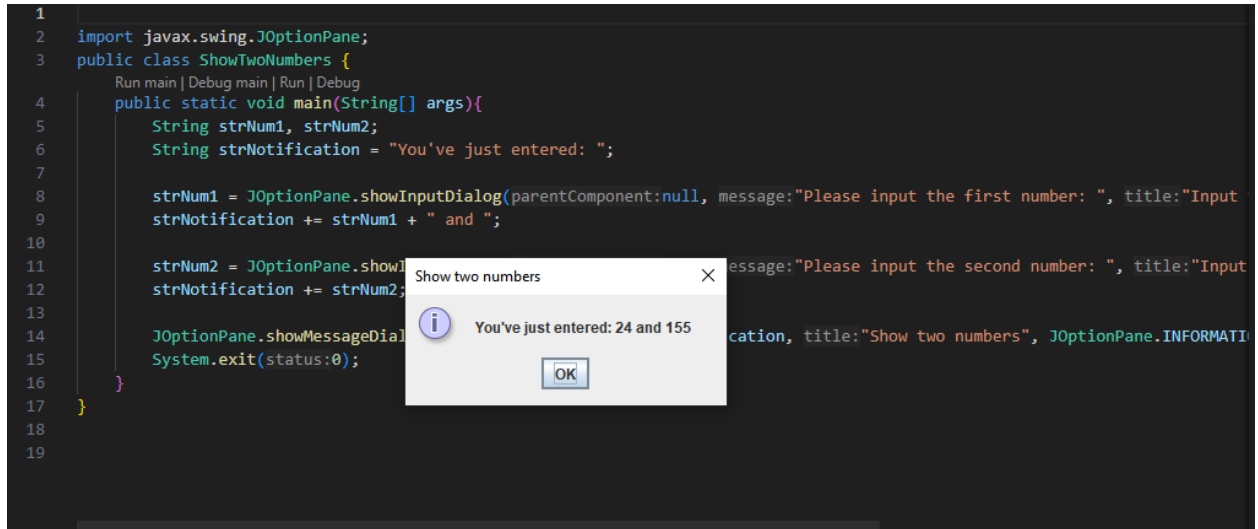 1
2 import javax.swing.JOptionPane;
3 public class ShowTwoNumbers {
Run main | Debug main | Run | Debug
4 public static void main(String[] args){
5 String strNum1, strNum2;
6 String strNotification = "You've just entered: ";
7
8 strNum1 = JOptionPane.showInputDialog(parentComponent:null, message:"Please input the first number: ", title:"Input
9 strNotification += strNum1 + " and ";
10
11 strNum2 = JOptionPane.showI essage:"Please input the second number: ", title:"Input
12 strNotification += strNum2;
13
14 JOptionPane.showMessageDial cation, title:"Show two numbers", JOptionPane.INFORMATI
15 System.exit(status:0);
16 }
17 }
18
19
Show two numbers
You've just entered: 24 and 155
OK